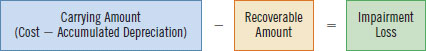 Carrying Amount
(Cost — Accumulated Depreciation)
—
Recoverable
Amount
=
Impairment
Loss